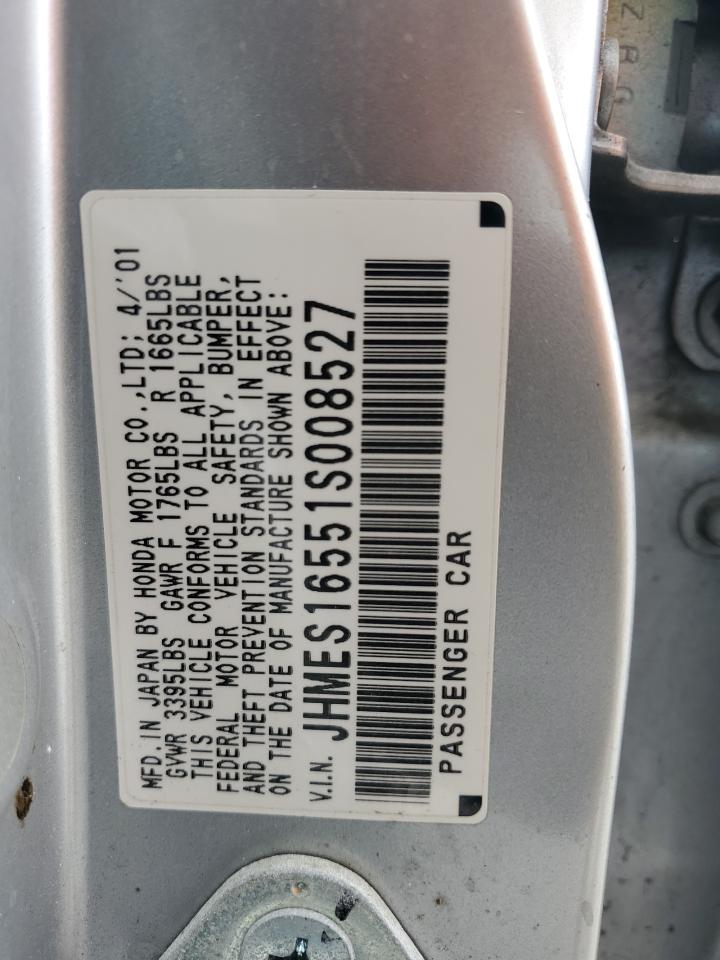 MFD.IN JAPAN BY HONDA MOTOR CO.,LTD; 4/'01
GVWR 3395LBS GAWR F 1765LBS R 1665LBS
THIS VEHICLE CONFORMS TO ALL APPLICABLE
FEDERAL MOTOR VEHICLE SAFETY, BUMPER,
AND THEFT PREVENTION STANDARDS IN EFFECT
ON THE DATE OF MANUFACTURE SHOWN ABOVE:
V.I.N. JHMES16551S008527
PASSENGER CAR